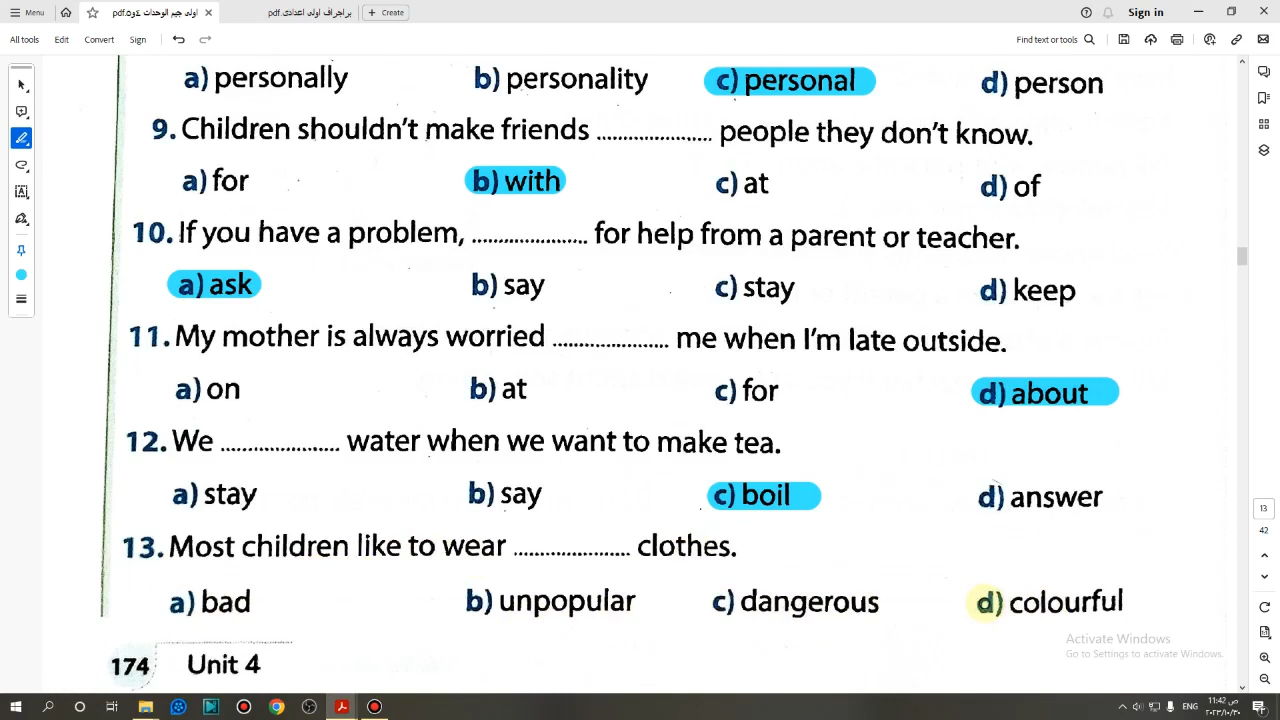 Menu
اولى جيم الوحدات ٤و٥.pdf
براجراف اولى اعدادى.pdf
+ Create
Sign in
All tools Edit Convert Sign
Find text or tools
a) personally b) personality c) personal d) person
9. Children shouldn't make friends ..................... people they don't know.
a) for b) with c) at d) of
10. If you have a problem, ..................... for help from a parent or teacher.
a) ask b) say c) stay d) keep
11. My mother is always worried ..................... me when I'm late outside.
a) on b) at c) for d) about
12. We ..................... water when we want to make tea.
a) stay b) say c) boil d) answer
13. Most children like to wear ..................... clothes.
a) bad b) unpopular c) dangerous d) colourful
174 Unit 4
13
42
Activate Windows
Go to Settings to activate Windows.
ENG
11:42 ص
٢٠٢٣/١٠/٣٠